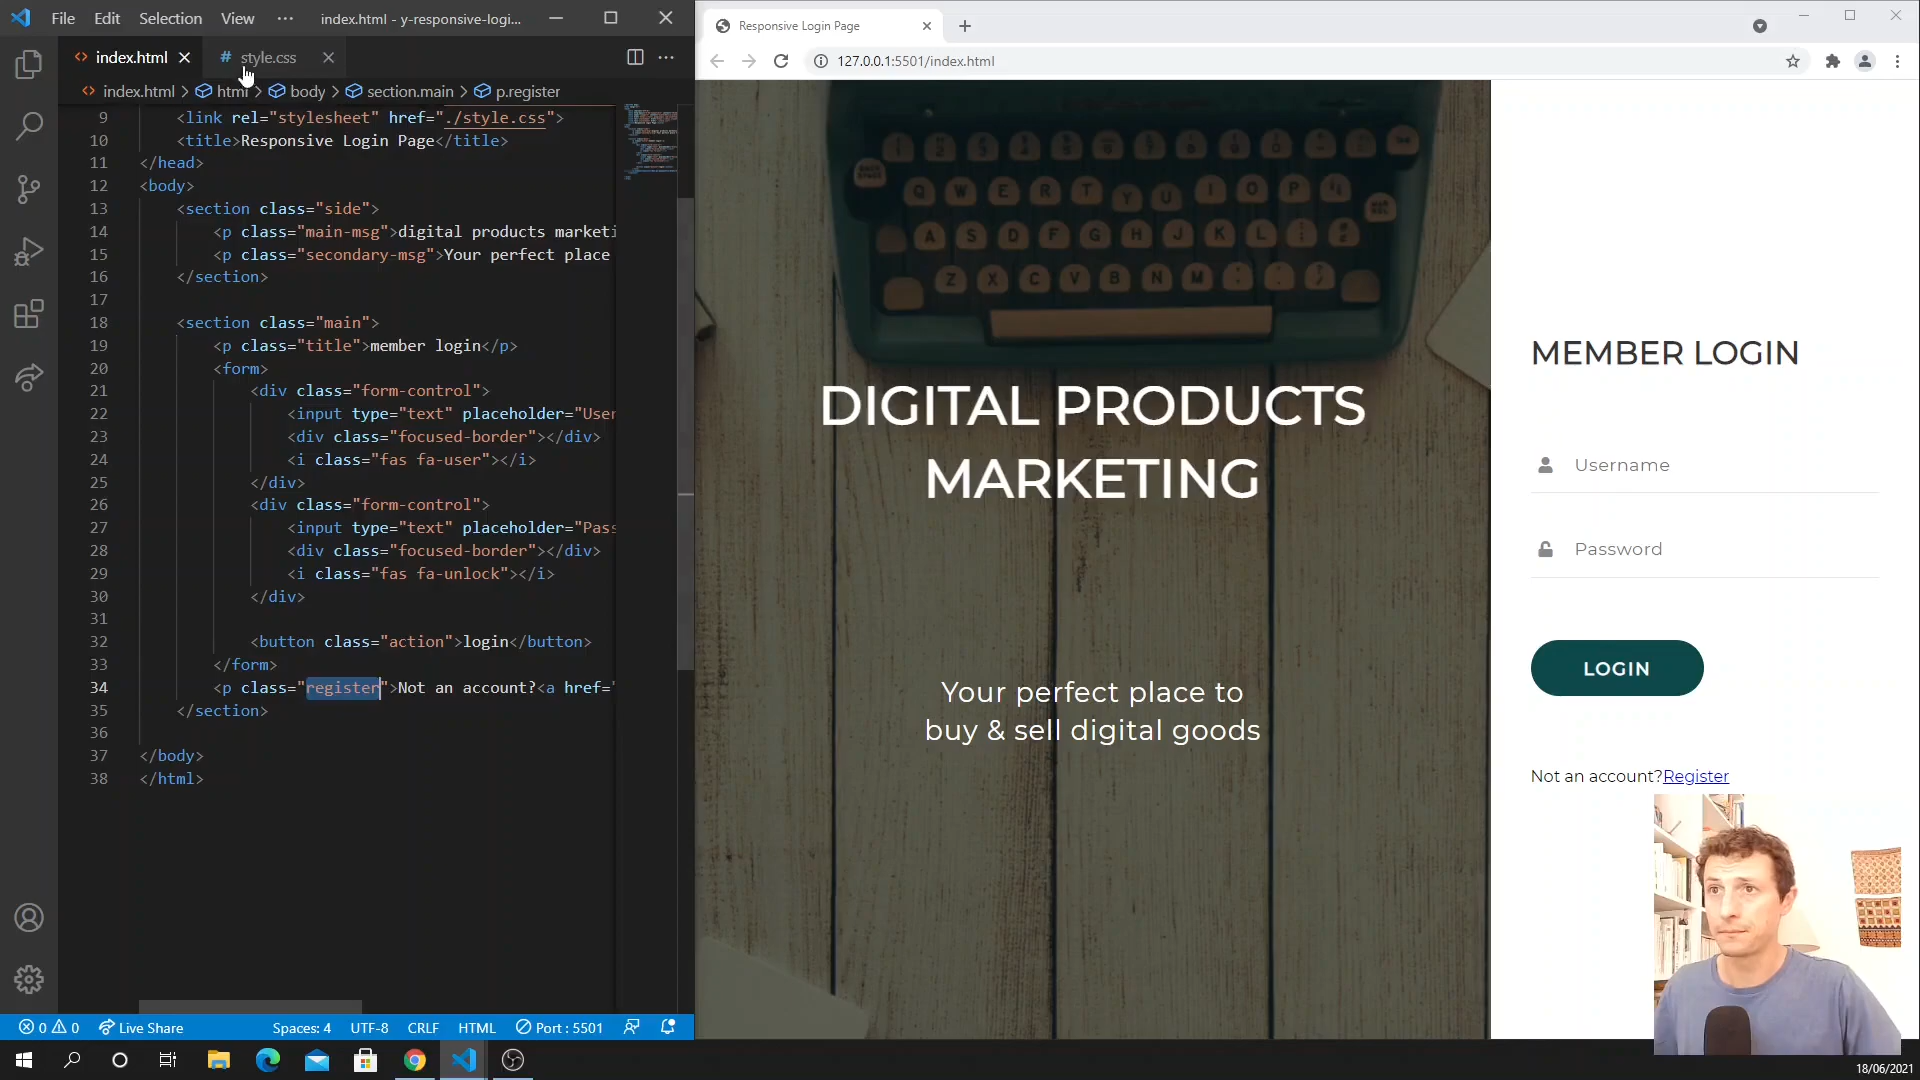 File Edit Selection View ··· index.html - y-responsive-logi...
index.html
# style.css
index.html > html > body > section.main > p.register
9 <link rel="stylesheet" href="./style.css">
10 <title>Responsive Login Page</title>
11 </head>
12 <body>
13 <section class="side">
14 <p class="main-msg">digital products marketi
15 <p class="secondary-msg">Your perfect place
16 </section>
17
18 <section class="main">
19 <p class="title">member login</p>
20 <form>
21 <div class="form-control">
22 <input type="text" placeholder="User
23 <div class="focused-border"></div>
24 <i class="fas fa-user"></i>
25 </div>
26 <div class="form-control">
27 <input type="text" placeholder="Pass
28 <div class="focused-border"></div>
29 <i class="fas fa-unlock"></i>
30 </div>
31
32 <button class="action">login</button>
33 </form>
34 <p class="register">Not an account?<a href="
35 </section>
36
37 </body>
38 </html>
0 0 Live Share Spaces: 4 UTF-8 CRLF HTML Port : 5501
Responsive Login Page
127.0.0.1:5501/index.html
Q W E R T Y U I O P
A S D F G H J K L
Z X C V B N M
DIGITAL PRODUCTS
MARKETING
Your perfect place to
buy & sell digital goods
MEMBER LOGIN
Username
Password
LOGIN
Not an account?Register
18/06/2021